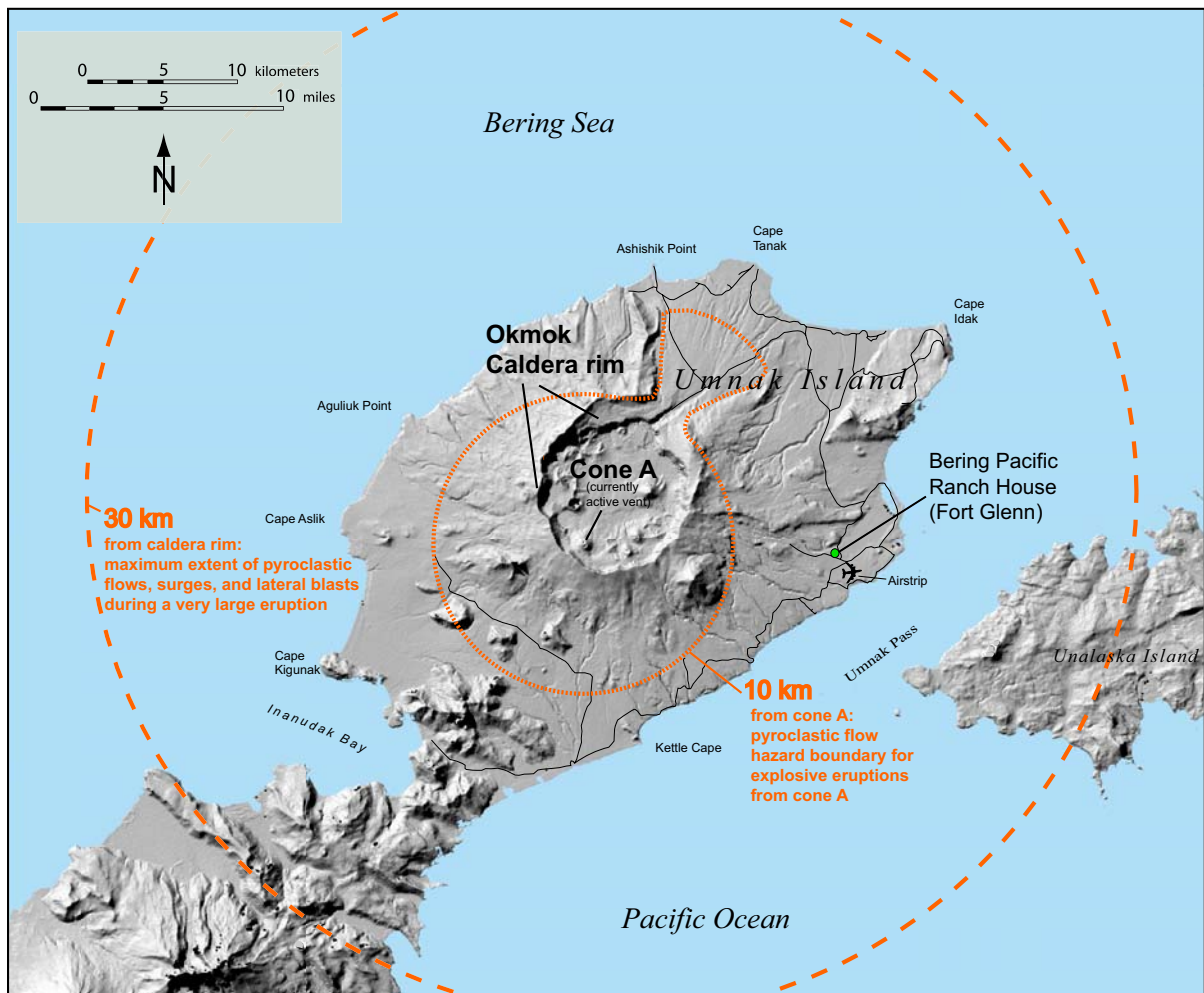 0 5 10 kilometers
0 5 10 miles
N
Bering Sea
Cape
Tanak
Ashishik Point
Cape
Idak
Okmok
Caldera rim
Umnak Island
Aguliuk Point
Cone A
(currently
active vent)
Bering Pacific
Ranch House
(Fort Glenn)
30 km
from caldera rim:
maximum extent of pyroclastic
flows, surges, and lateral blasts
during a very large eruption
Cape Aslik
Airstrip
Umnak Pass
Unalaska Island
Cape
Kigunak
10 km
from cone A:
pyroclastic flow
hazard boundary for
explosive eruptions
from cone A
Inanudak Bay
Kettle Cape
Pacific Ocean